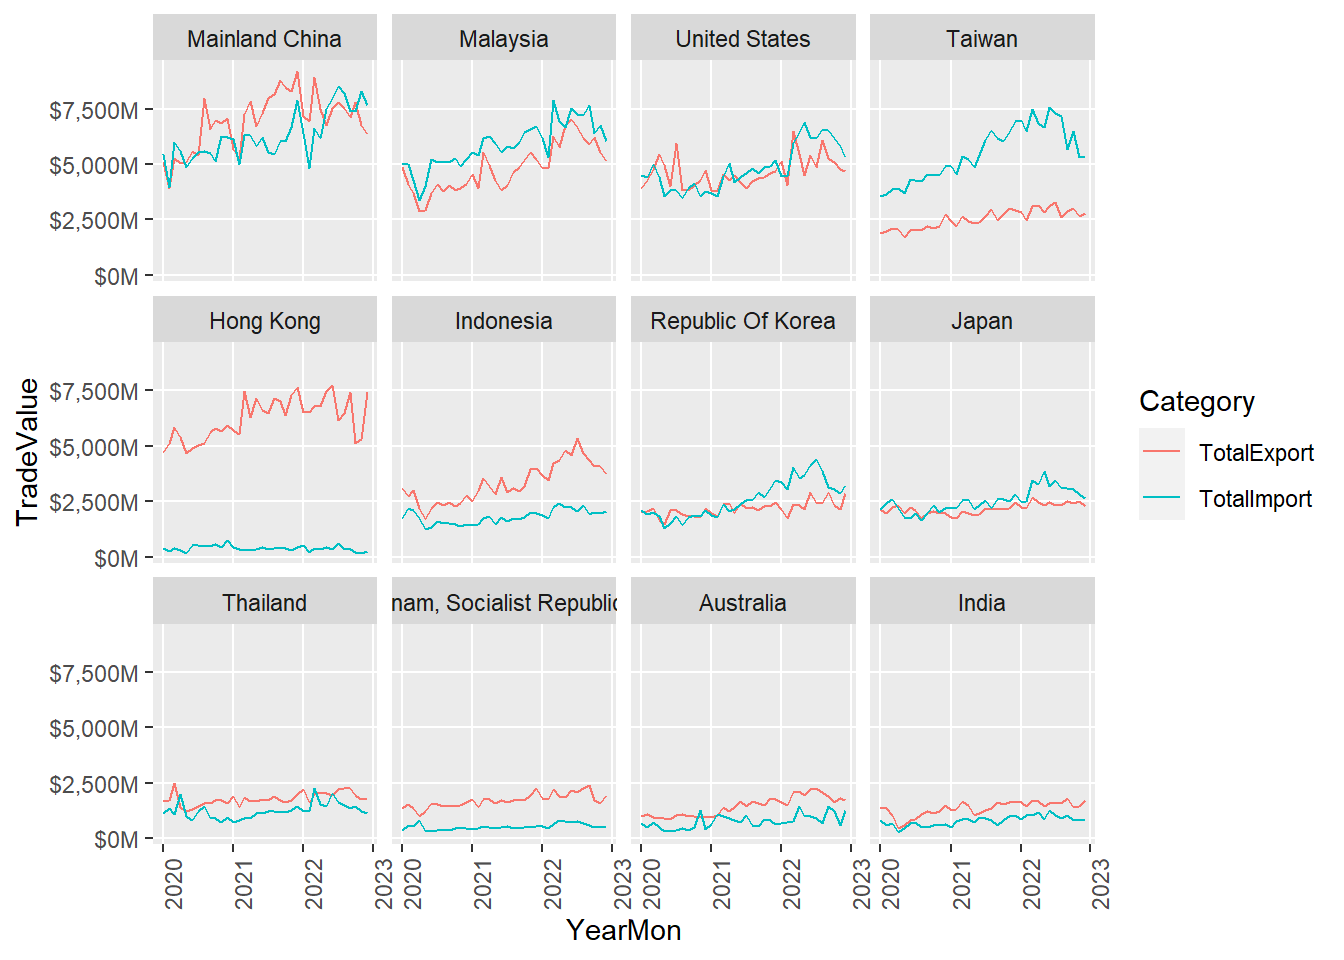 Mainland China
Malaysia
United States
Taiwan
$7,500M
$5,000M
$2,500M
$0M
Hong Kong
Indonesia
Republic Of Korea
Japan
$7,500M
$5,000M
$2,500M
$0M
Thailand
nam, Socialist Republic
Australia
India
$7,500M
$5,000M
$2,500M
$0M
2020
2021
2022
2023
2020
2021
2022
2023
2020
2021
2022
2023
2020
2021
2022
2023
YearMon
TradeValue
Category
TotalExport
TotalImport